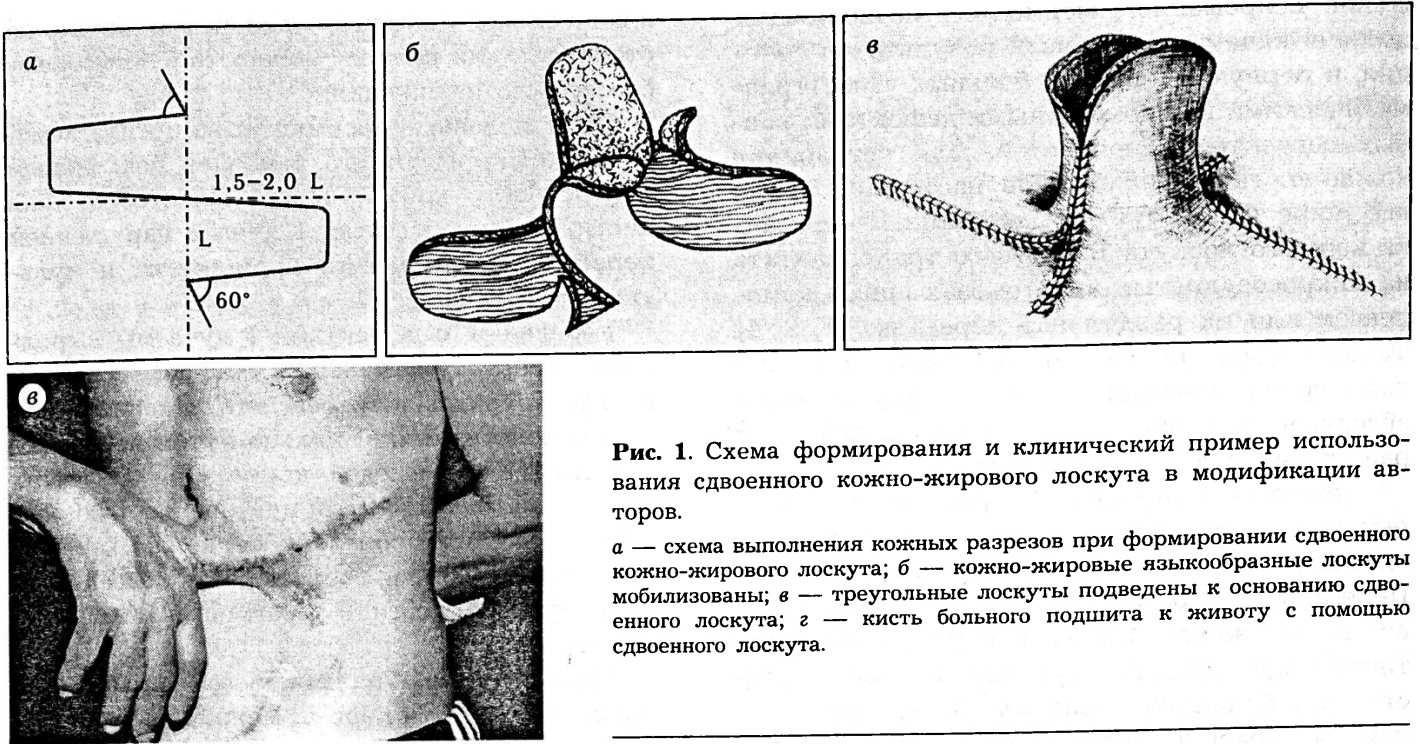 а
1,5–2,0 L
L
60°
б
в
в
Рис. 1. Схема формирования и клинический пример использо-
вания сдвоенного кожно-жирового лоскута в модификации ав-
торов.
а — схема выполнения кожных разрезов при формировании сдвоенного
кожно-жирового лоскута; б — кожно-жировые языкообразные лоскуты
мобилизованы; в — треугольные лоскуты подведены к основанию сдво-
енного лоскута; г — кисть больного подшита к животу с помощью
сдвоенного лоскута.